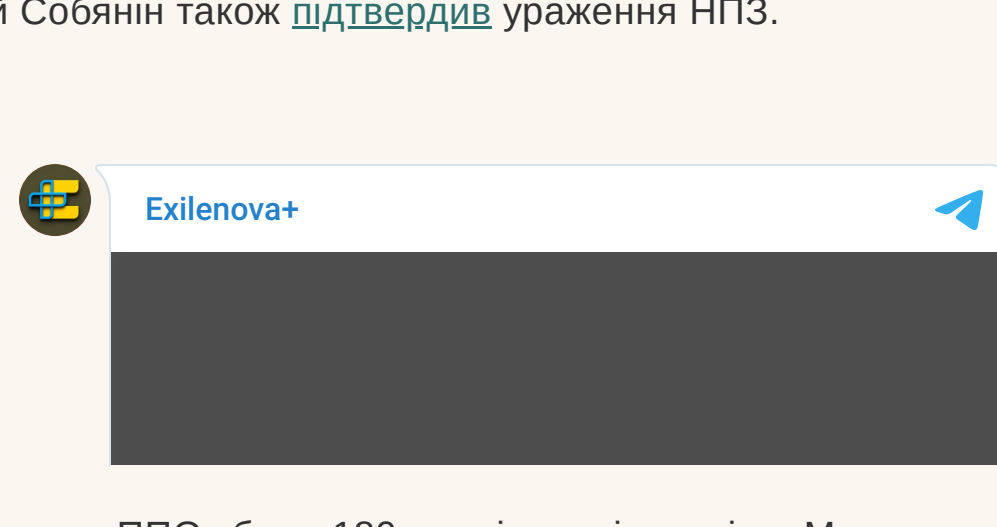 й Собянін також підтвердив ураження НПЗ.
Exilenova+